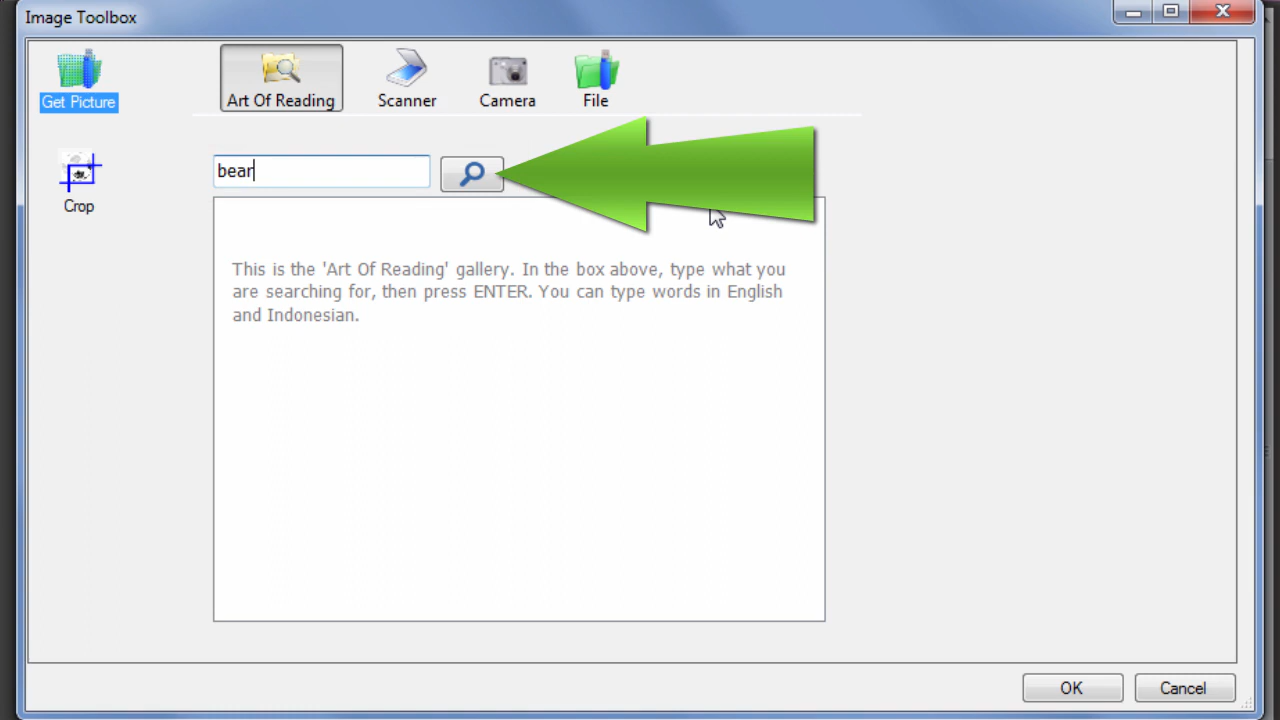 Image Toolbox
Get Picture
Art Of Reading
Scanner
Camera
File
Crop
bear
This is the 'Art Of Reading' gallery. In the box above, type what you
are searching for, then press ENTER. You can type words in English
and Indonesian.
OK
Cancel